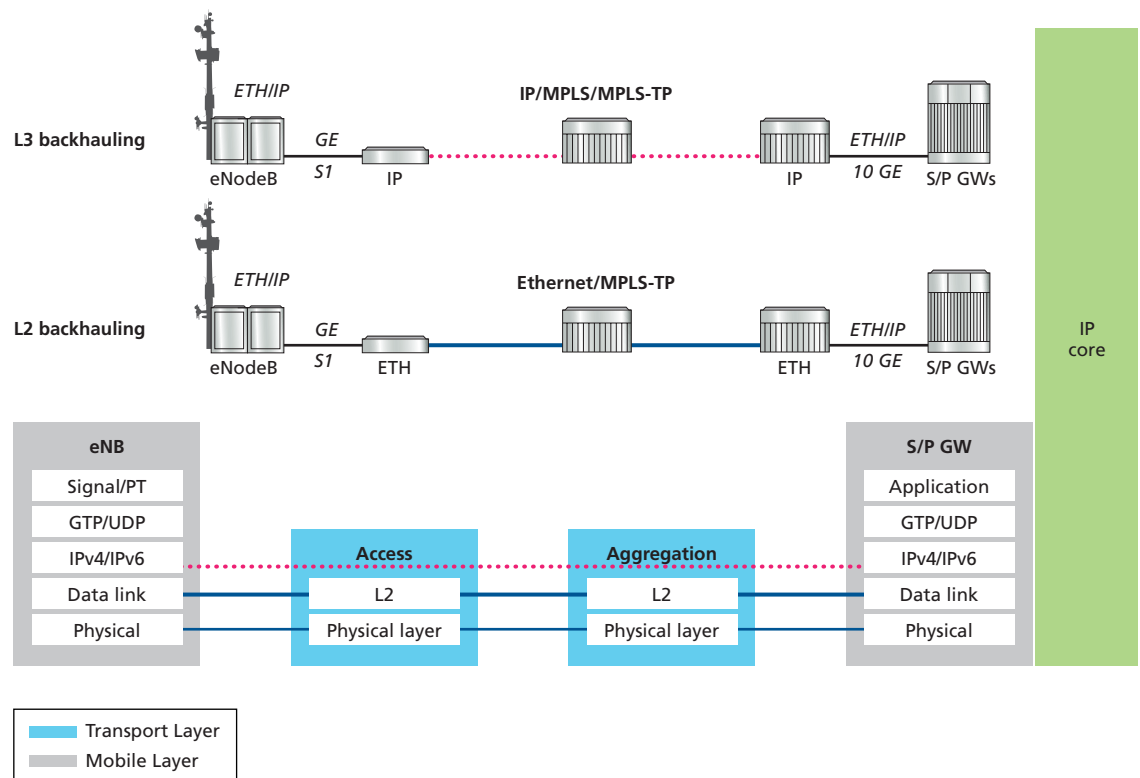 ETH/IP
IP/MPLS/MPLS-TP
L3 backhauling
GE
ETH/IP
eNodeB
S1
IP
IP
10 GE
S/P GWs
ETH/IP
Ethernet/MPLS-TP
L2 backhauling
GE
ETH/IP
eNodeB
S1
ETH
ETH
10 GE
S/P GWs
IP
core
eNB
Signal/PT
GTP/UDP
IPv4/IPv6
Data link
Physical
Access
L2
Physical layer
Aggregation
L2
Physical layer
S/P GW
Application
GTP/UDP
IPv4/IPv6
Data link
Physical
Transport Layer
Mobile Layer